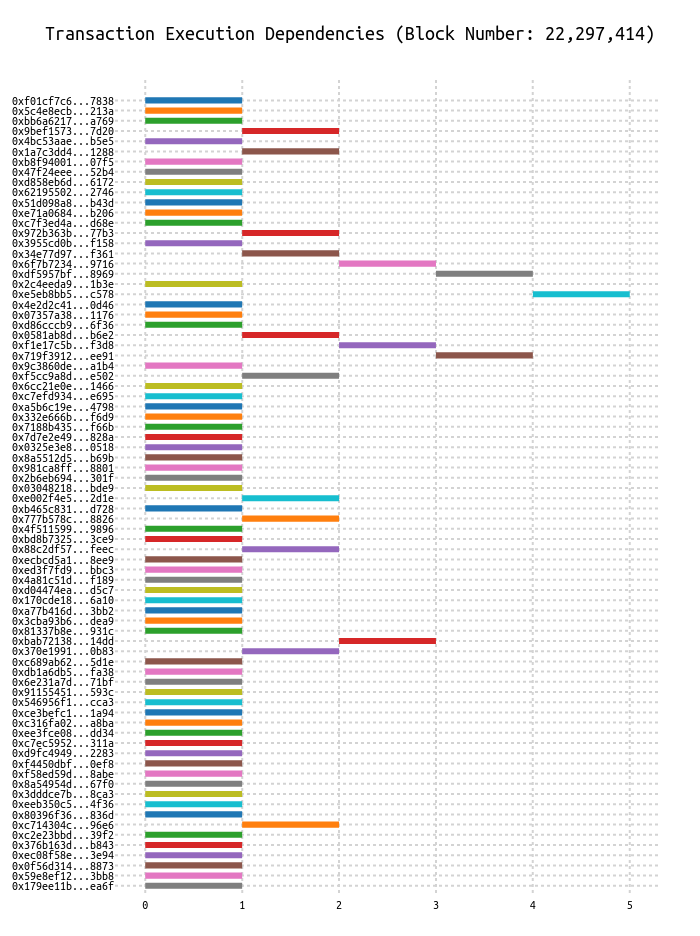 Transaction Execution Dependencies (Block Number: 22,297,414)
0xf01cf7c6...7838
0x5c4e8ecb...213a
0xbb6a6217...a769
0x9bef1573...7d20
0x4bc53aae...b5e5
0x1a7c3dd4...1288
0xb8f94001...07f5
0x47f24eee...52b4
0xd858eb6d...6172
0x62195502...2746
0x51d098a8...b43d
0xe71a0684...b206
0xc7f3ed4a...d68e
0x972b363b...77b3
0x3955cd0b...f158
0x34e77d97...f361
0x6f7b7234...9716
0xdf5957bf...8969
0x2c4eeda9...1b3e
0xe5eb8bb5...c578
0x4e2d2c41...0d46
0x07357a38...1176
0xd86cccb9...6f36
0x0581ab8d...b6e2
0xf1e17c5b...f3d8
0x719f3912...ee91
0x9c3860de...a1b4
0xf5cc9a8d...e502
0x6cc21e0e...1466
0xc7efd934...e695
0xa5b6c19e...4798
0x332e666b...f6d9
0x7188b435...f66b
0x7d7e2e49...828a
0x0325e3e8...0518
0x8a5512d5...b69b
0x981ca8ff...8801
0x2b6eb694...301f
0x03048218...bde9
0xe002f4e5...2d1e
0xb465c831...d728
0x777b578c...8826
0x4f511599...9896
0xbd8b7325...3ce9
0x88c2df57...feec
0xecbcd5a1...8ee9
0xed3f7fd9...bbc3
0x4a81c51d...f189
0xd04474ea...d5c7
0x170cde18...6a10
0xa77b416d...3bb2
0x3cba93b6...dea9
0x81337b8e...931c
0xbab72138...14dd
0x370e1991...0b83
0xc689ab62...5d1e
0xdb1a6db5...fa38
0x6e231a7d...71bf
0x91155451...593c
0x546956f1...cca3
0xce3befc1...1a94
0xc316fa02...a8ba
0xee3fce08...dd34
0xc7ec5952...311a
0xd9fc4949...2283
0xf4450dbf...0ef8
0xf58ed59d...8abe
0x8a54954d...67f0
0x3dddce7b...8ca3
0xeeb350c5...4f36
0x80396f36...836d
0xc714304c...96e6
0xc2e23bbd...39f2
0x376b163d...b843
0xec08f58e...3e94
0x0f56d314...8873
0x59e8ef12...3bb8
0x179ee11b...ea6f
0 1 2 3 4 5